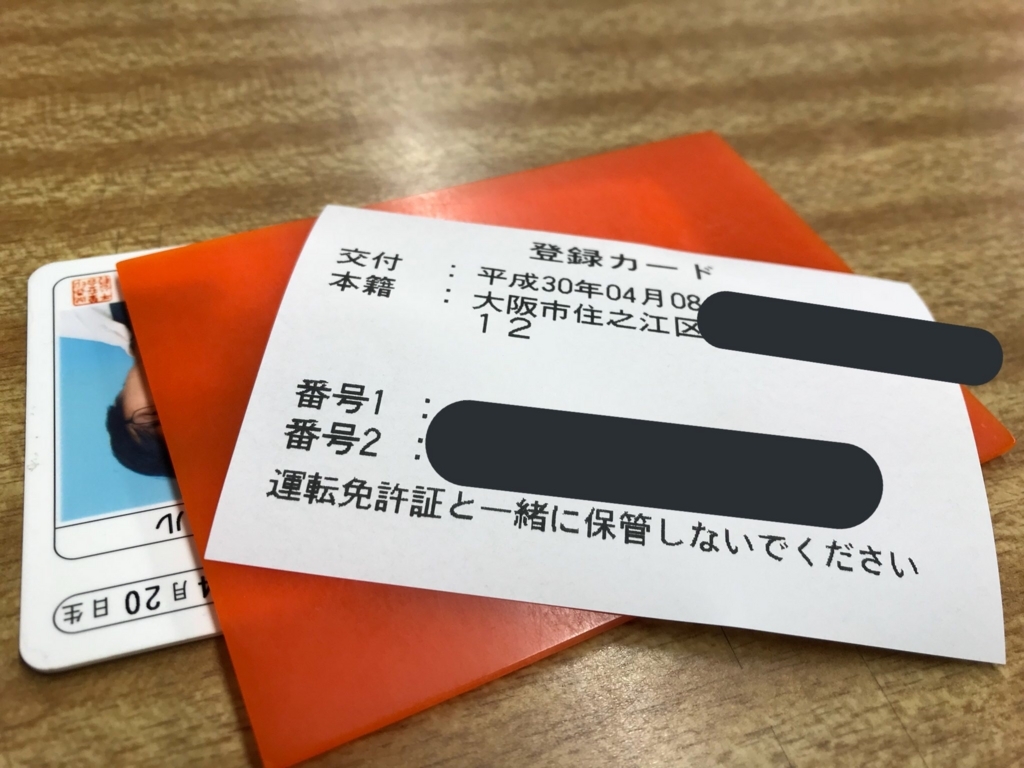 登録カード
交付 : 平成30年04月08
本籍 : 大阪市住之江区
12
番号1 :
番号2 :
運転免許証と一緒に保管しないでください
ル
4月20日生